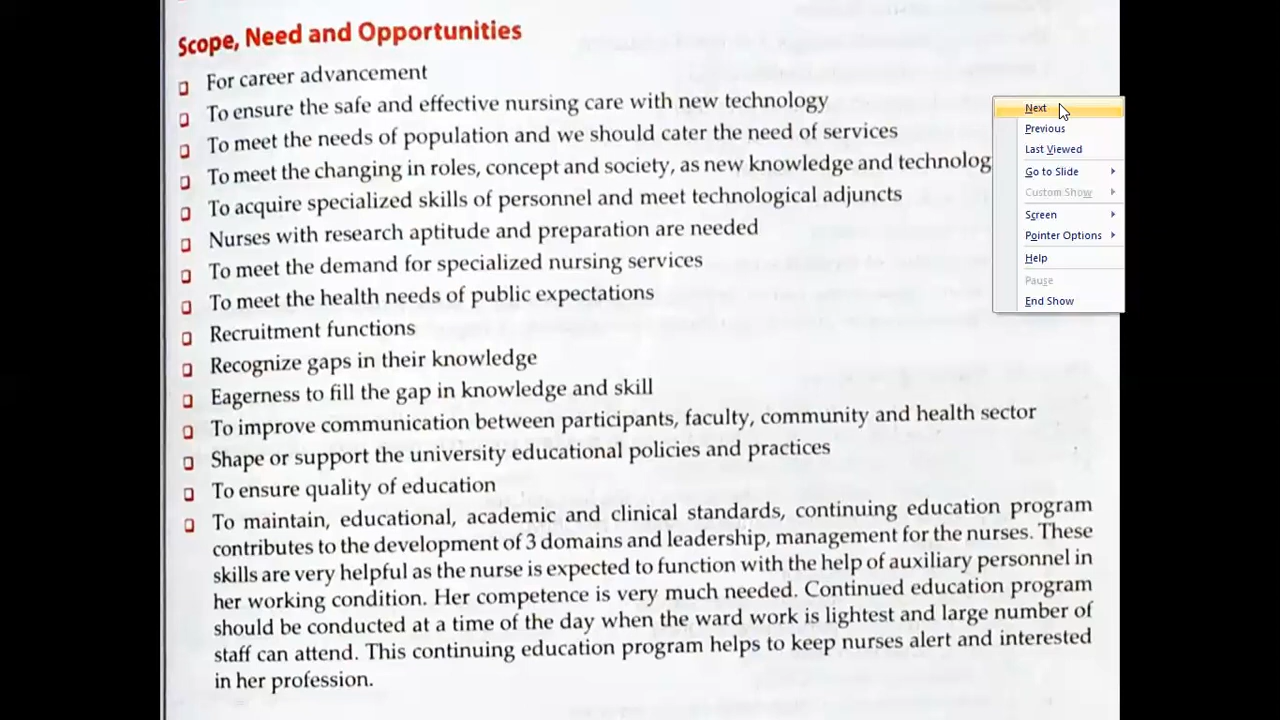 Scope, Need and Opportunities
For career advancement
To ensure the safe and effective nursing care with new technology
To meet the needs of population and we should cater the need of services
To meet the changing in roles, concept and society, as new knowledge and technolog
To acquire specialized skills of personnel and meet technological adjuncts
Nurses with research aptitude and preparation are needed
To meet the demand for specialized nursing services
To meet the health needs of public expectations
Recruitment functions
Recognize gaps in their knowledge
Eagerness to fill the gap in knowledge and skill
To improve communication between participants, faculty, community and health sector
Shape or support the university educational policies and practices
To ensure quality of education
To maintain, educational, academic and clinical standards, continuing education program
contributes to the development of 3 domains and leadership, management for the nurses. These
skills are very helpful as the nurse is expected to function with the help of auxiliary personnel in
her working condition. Her competence is very much needed. Continued education program
should be conducted at a time of the day when the ward work is lightest and large number of
staff can attend. This continuing education program helps to keep nurses alert and interested
in her profession.
Next
Previous
Last Viewed
Go to Slide
Custom Show
Screen
Pointer Options
Help
Pause
End Show